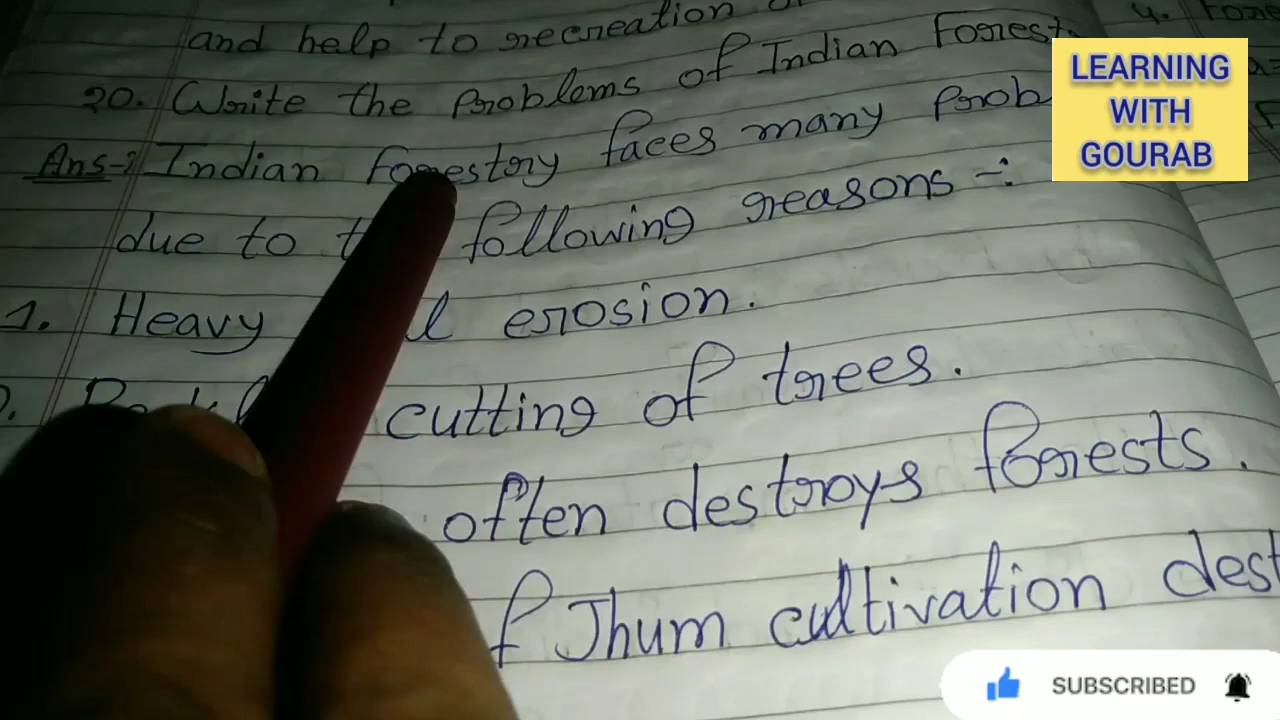 and help to recreation
20. Write the Problems of Indian Forest
Ans-> Indian Forestry faces many Prob
due to following reasons -:
1. Heavy erosion.
cutting of trees.
often destroys forests.
f Jhum cultivation dest
LEARNING
WITH
GOURAB
SUBSCRIBED